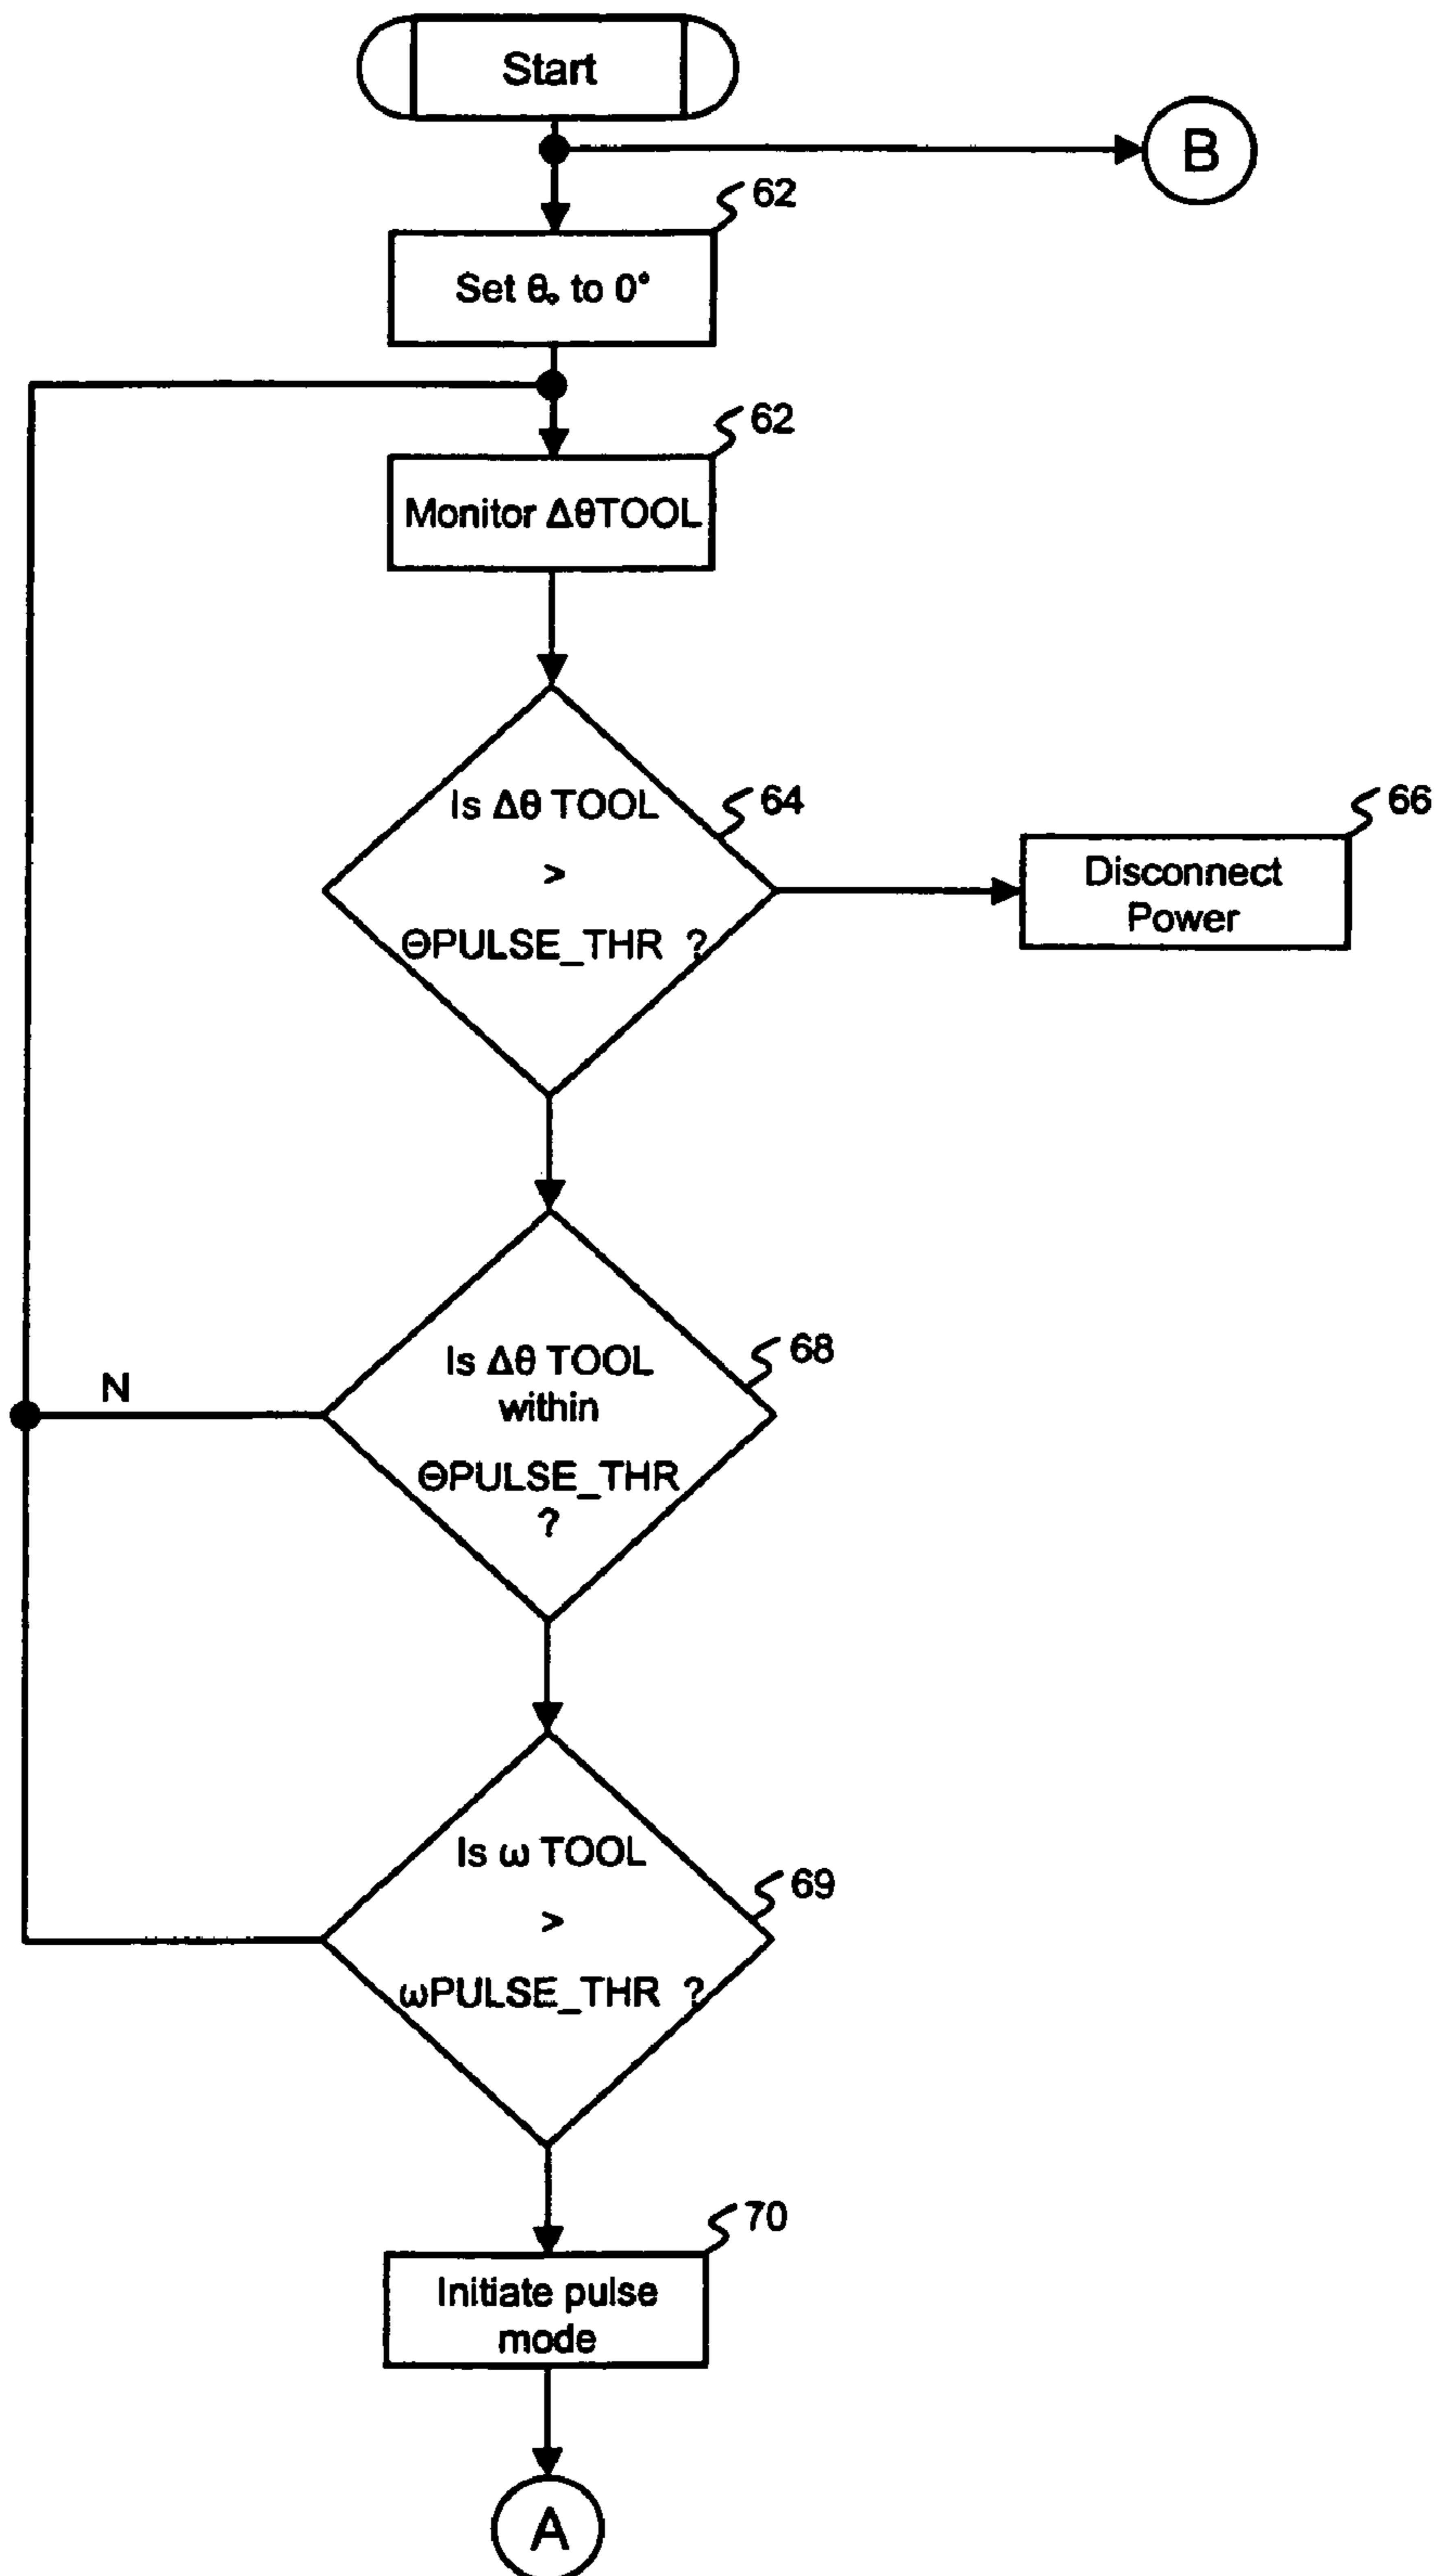 Start
B
62
Set θ₀ to 0°
62
Monitor ΔθTOOL
Is Δθ TOOL
>
ΘPULSE_THR ?
64
66
Disconnect
Power
68
Is Δθ TOOL
within
ΘPULSE_THR
?
N
Is ω TOOL
>
ωPULSE_THR ?
69
70
Initiate pulse
mode
A